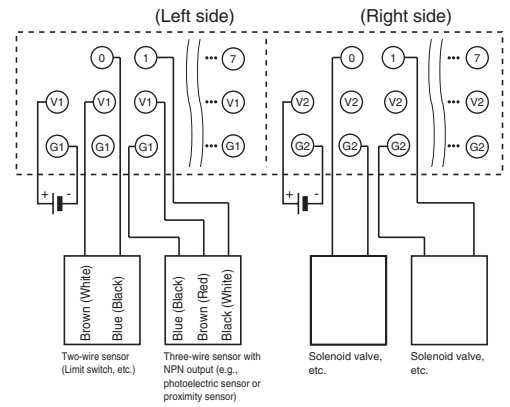 (Left side) (Right side)
0 1 ••• 7 0 1 ••• 7
V1 V1 V1 ••• V1 V2 V2 V2 ••• V2
G1 G1 G1 ••• G1 G2 G2 G2 ••• G2
+ - + -
Brown (White)
Blue (Black)
Blue (Black)
Brown (Red)
Black (White)
Two-wire sensor
(Limit switch, etc.)
Three-wire sensor with
NPN output (e.g.,
photoelectric sensor or
proximity sensor)
Solenoid valve,
etc.
Solenoid valve,
etc.